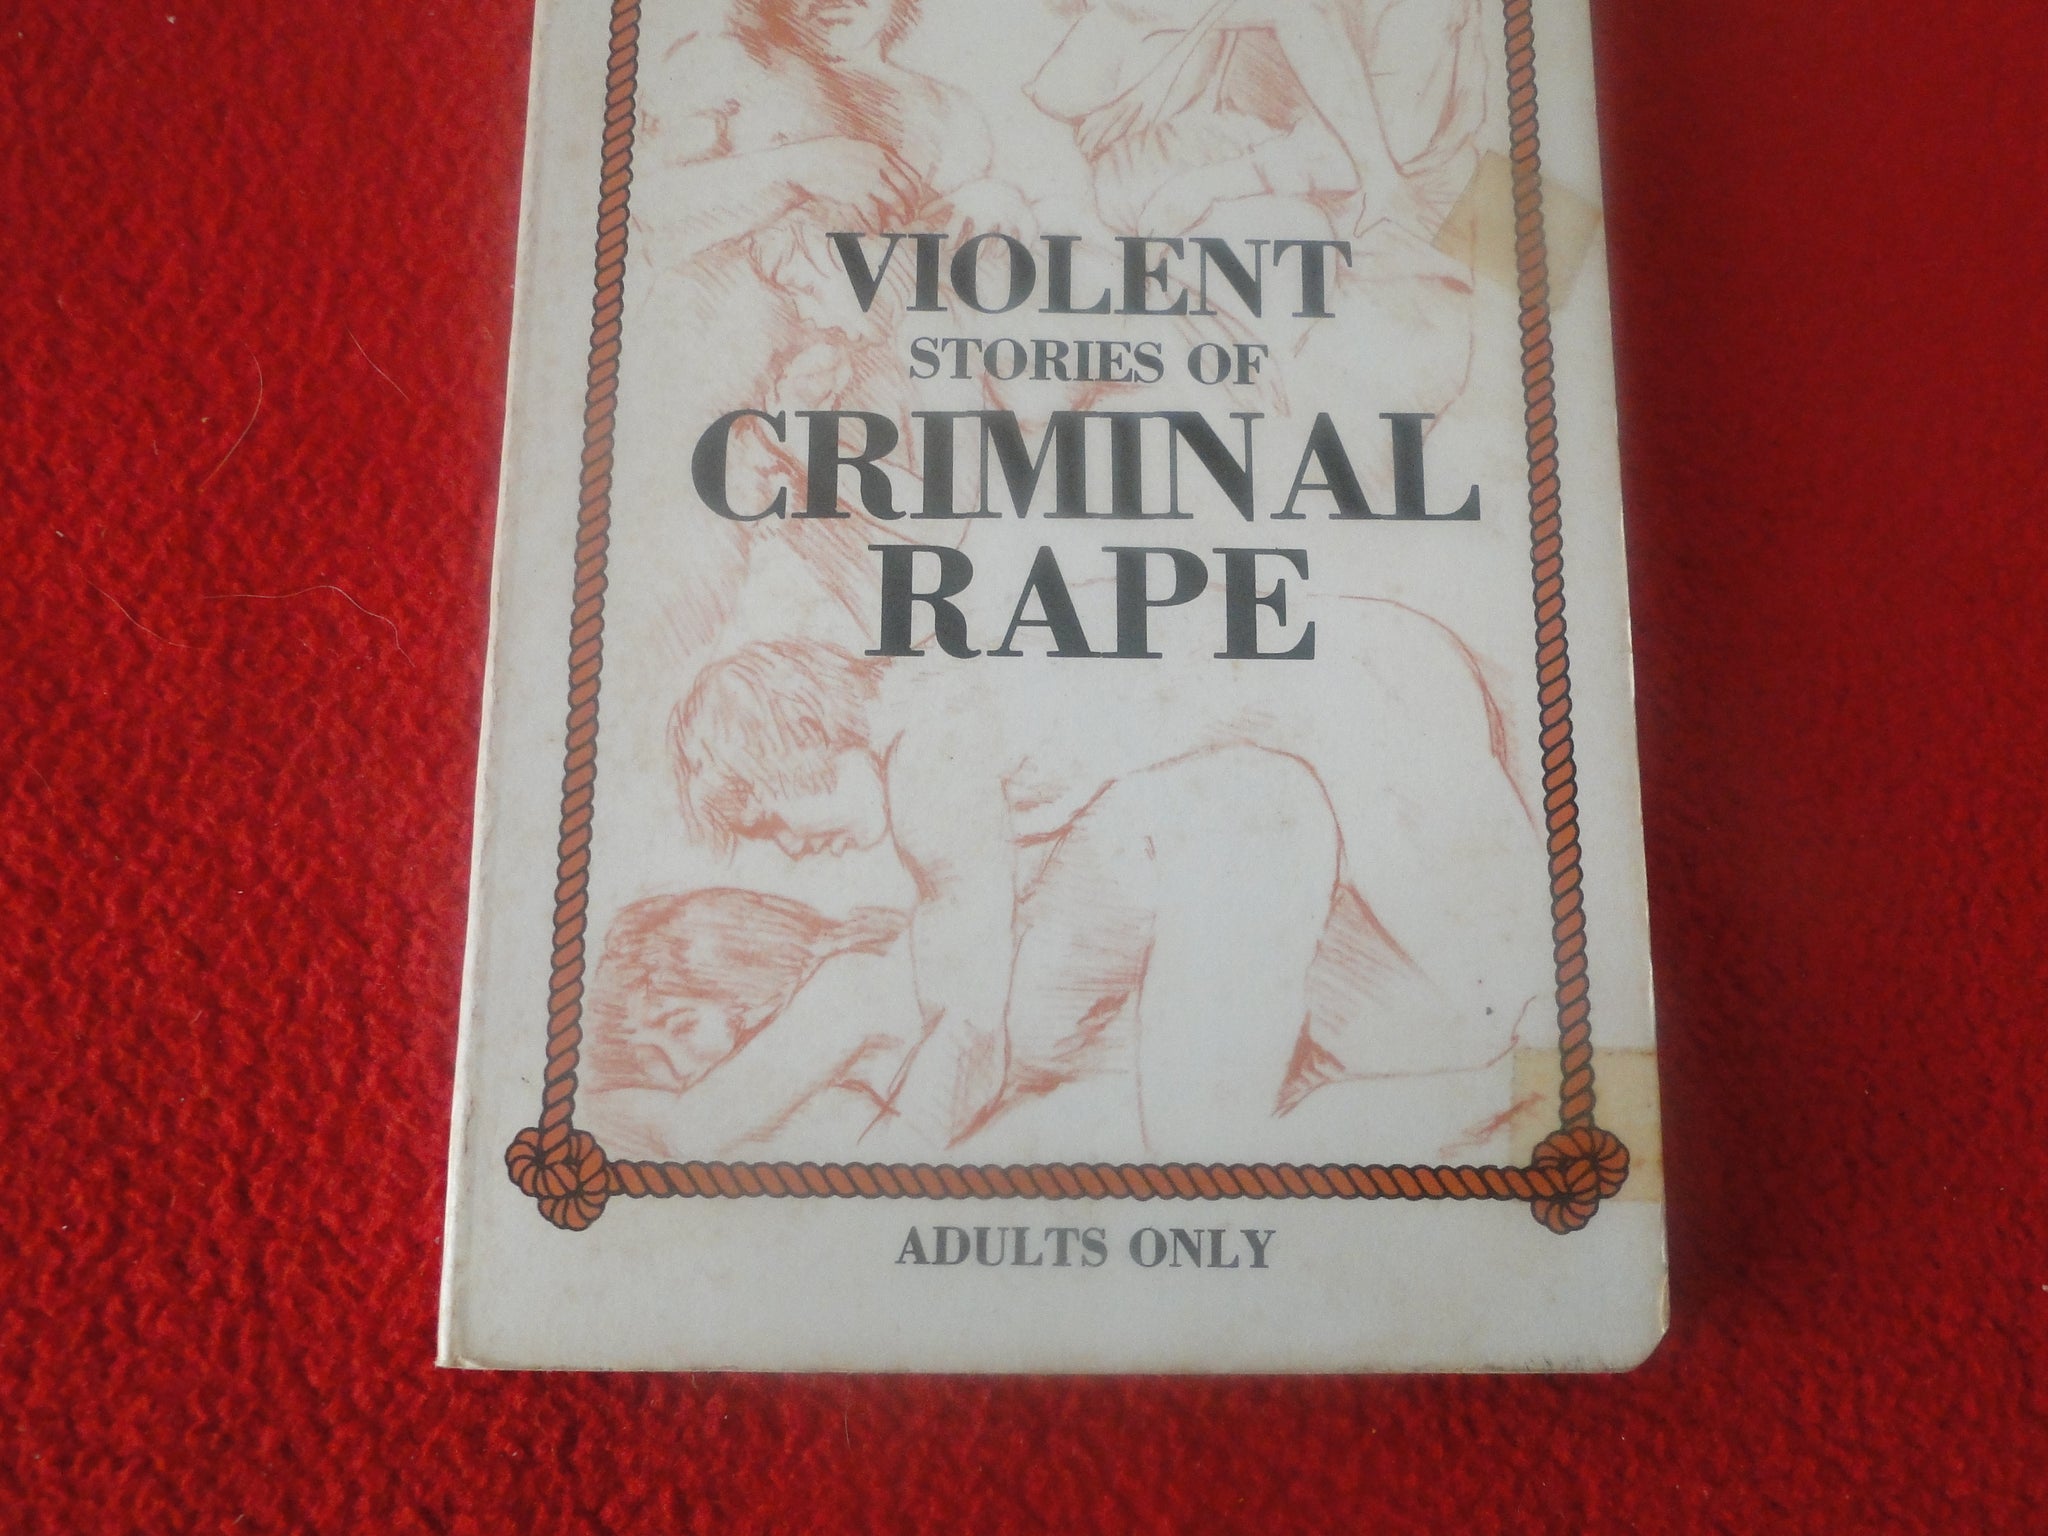 VIOLENT
STORIES OF
CRIMINAL
RAPE
ADULTS ONLY